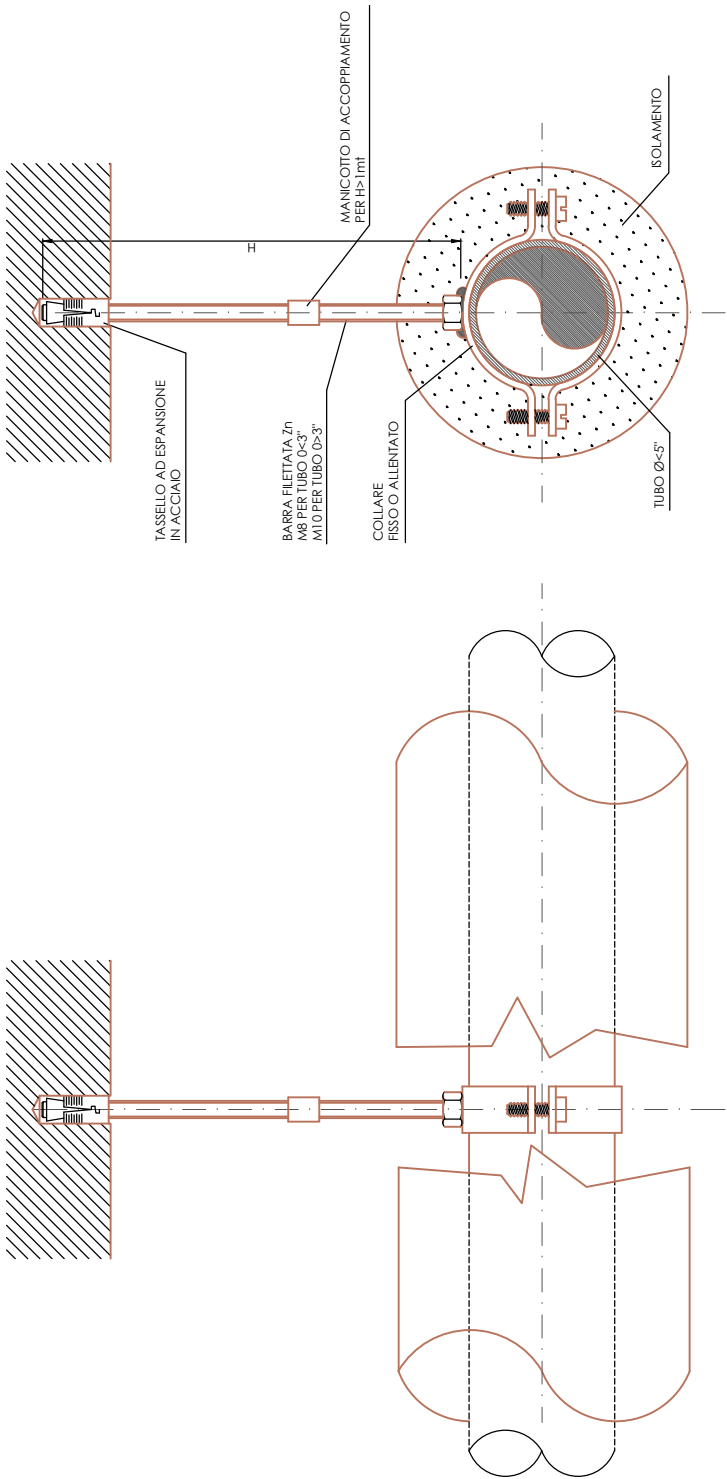 TASSELLO AD ESPANSIONE
IN ACCIAIO
BARRA FILETTATA Zn
M8 PER TUBO 0<3"
M10 PER TUBO 0>3"
COLLARE
FISSO O ALLENTATO
H
MANICOTTO DI ACCOPPIAMENTO
PER H>1mt
TUBO Ø<5"
ISOLAMENTO